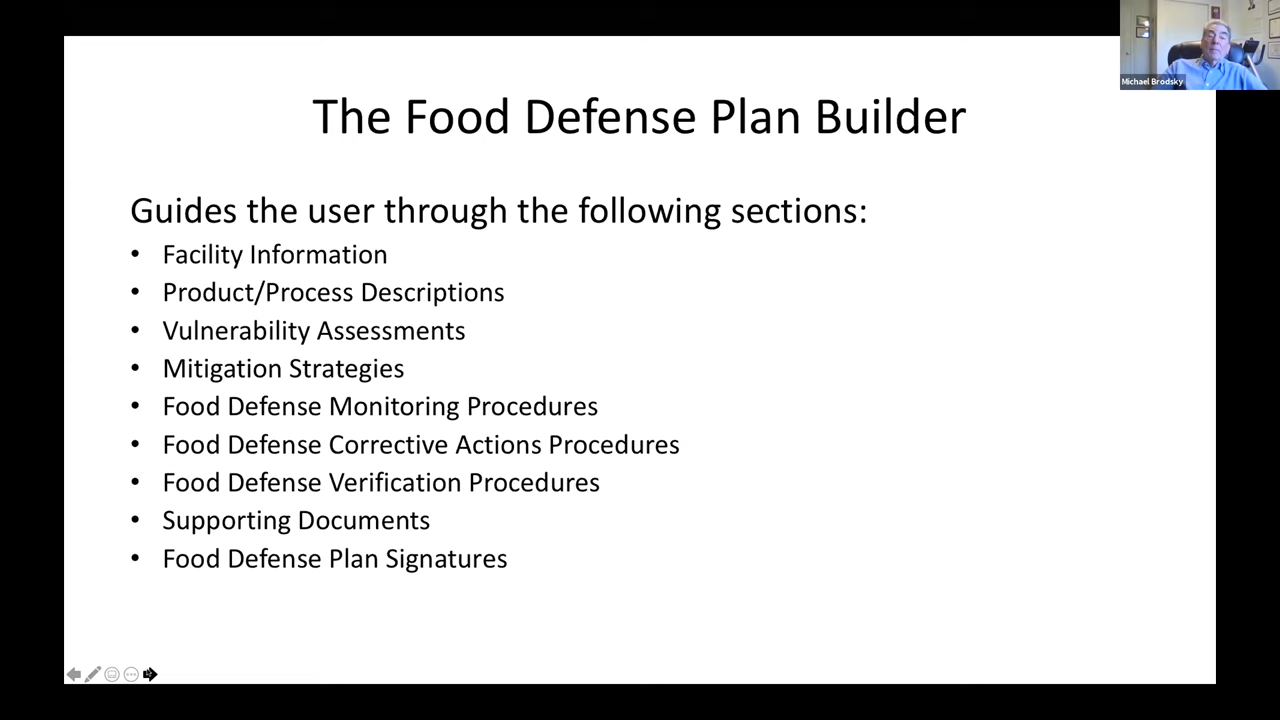 Michael Brodsky
The Food Defense Plan Builder
Guides the user through the following sections:
• Facility Information
• Product/Process Descriptions
• Vulnerability Assessments
• Mitigation Strategies
• Food Defense Monitoring Procedures
• Food Defense Corrective Actions Procedures
• Food Defense Verification Procedures
• Supporting Documents
• Food Defense Plan Signatures